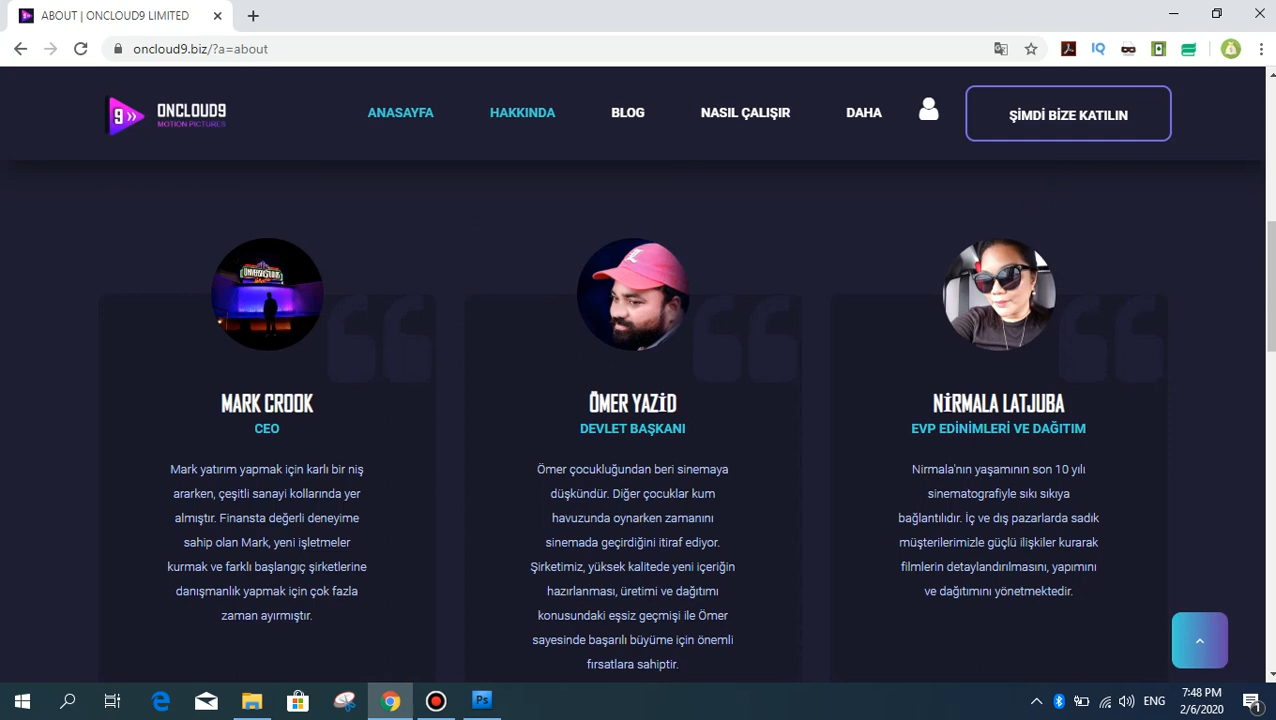 ABOUT | ONCLOUD9 LIMITED
oncloud9.biz/?a=about
IQ
9
ONCLOUD9
MOTION PICTURES
ANASAYFA
HAKKINDA
BLOG
NASIL ÇALIŞIR
DAHA
ŞİMDİ BİZE KATILIN
MARK CROOK
CEO
Mark yatırım yapmak için karlı bir niş
ararken, çeşitli sanayi kollarında yer
almıştır. Finansta değerli deneyime
sahip olan Mark, yeni işletmeler
kurmak ve farklı başlangıç şirketlerine
danışmanlık yapmak için çok fazla
zaman ayırmıştır.
ÖMER YAZİD
DEVLET BAŞKANI
Ömer çocukluğundan beri sinemaya
düşkündür. Diğer çocuklar kum
havuzunda oynarken zamanını
sinemada geçirdiğini itiraf ediyor.
Şirketimiz, yüksek kalitede yeni içeriğin
hazırlanması, üretimi ve dağıtımı
konusundaki eşsiz geçmişi ile Ömer
sayesinde başarılı büyüme için önemli
fırsatlara sahiptir.
NİRMALA LATJUBA
EVP EDİNİMLERİ VE DAĞITIM
Nirmala'nın yaşamının son 10 yılı
sinematografiyle sıkı sıkıya
bağlantılıdır. İç ve dış pazarlarda sadık
müşterilerimizle güçlü ilişkiler kurarak
filmlerin detaylandırılmasını, yapımını
ve dağıtımını yönetmektedir.
Ps
ENG
7:48 PM
2/6/2020
1